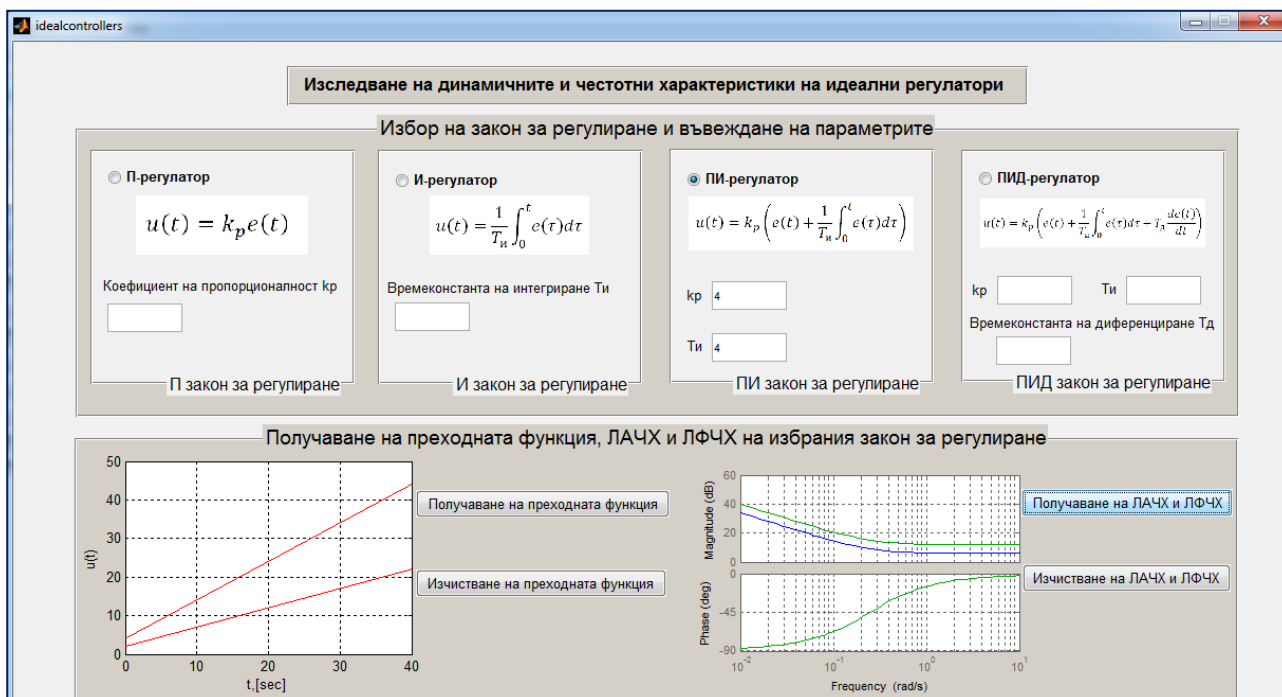 idealcontrollers
Изследване на динамичните и честотни характеристики на идеални регулатори
Избор на закон за регулиране и въвеждане на параметрите
П-регулатор
u(t) = kₚe(t)
Коефициент на пропорционалност kp
П закон за регулиране
И-регулатор
u(t) = 1/Tи ∫₀ᵗ e(τ)dτ
Времеконстанта на интегриране Ти
И закон за регулиране
ПИ-регулатор
u(t) = kₚ(e(t) + 1/Tи ∫₀ᵗ e(τ)dτ)
kp 4
Ти 4
ПИ закон за регулиране
ПИД-регулатор
u(t) = kₚ(e(t) + 1/Tи ∫₀ᵗ e(τ)dτ + Tд de(t)/dt)
kp Ти
Времеконстанта на диференциране Тд
ПИД закон за регулиране
Получаване на преходната функция, ЛАЧХ и ЛФЧХ на избрания закон за регулиране
50
40
30
20
10
0
u(t)
0 10 20 30 40
t,[sec]
Получаване на преходната функция
Изчистване на преходната функция
60
40
20
0
Magnitude (dB)
0
-45
-90
Phase (deg)
10⁻² 10⁻¹ 10⁰ 10¹
Frequency (rad/s)
Получаване на ЛАЧХ и ЛФЧХ
Изчистване на ЛАЧХ и ЛФЧХ